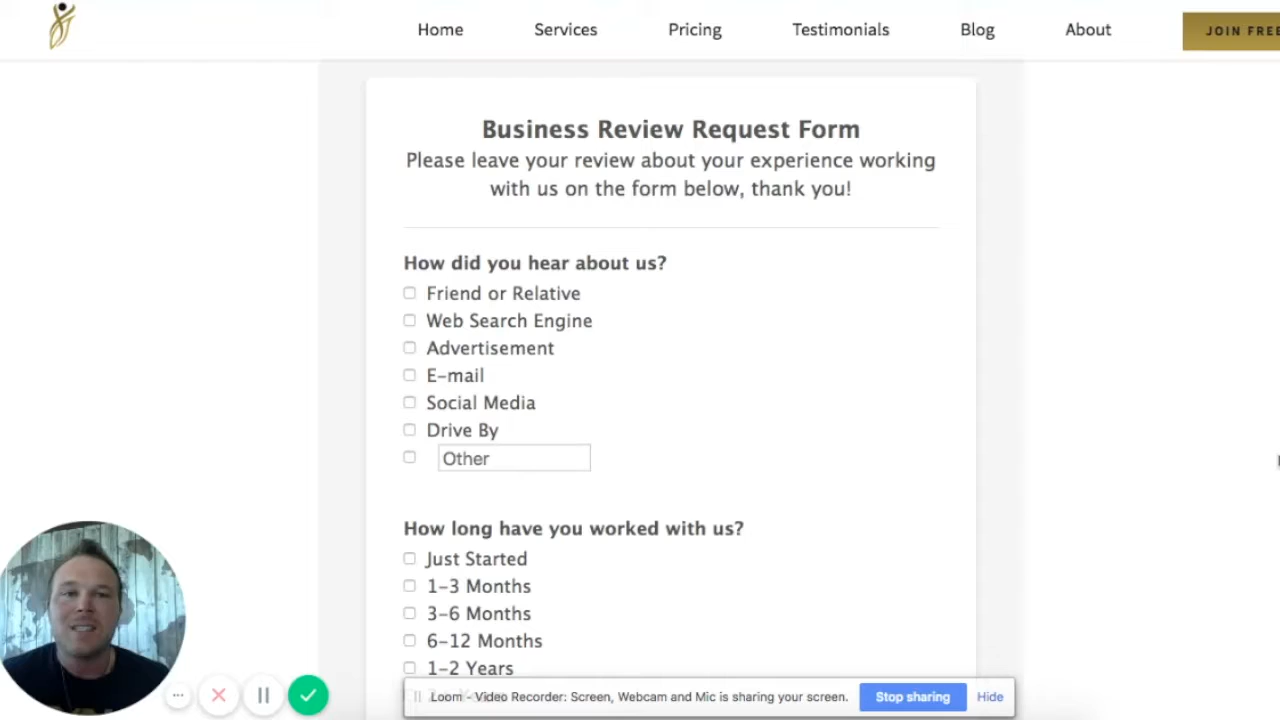 Home Services Pricing Testimonials Blog About JOIN FREE
Business Review Request Form
Please leave your review about your experience working
with us on the form below, thank you!
How did you hear about us?
Friend or Relative
Web Search Engine
Advertisement
E-mail
Social Media
Drive By
Other
How long have you worked with us?
Just Started
1-3 Months
3-6 Months
6-12 Months
1-2 Years
Loom - Video Recorder: Screen, Webcam and Mic is sharing your screen. Stop sharing Hide